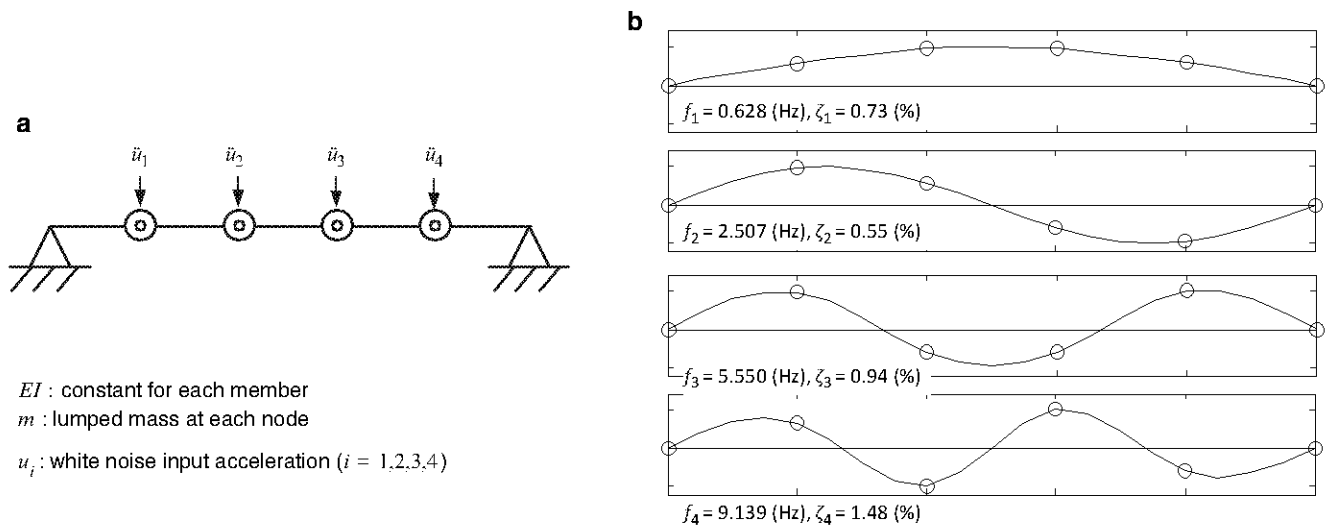 a
ü1 ü2 ü3 ü4
EI : constant for each member
m : lumped mass at each node
u_i : white noise input acceleration (i = 1,2,3,4)
b
f1 = 0.628 (Hz), ζ1 = 0.73 (%)
f2 = 2.507 (Hz), ζ2 = 0.55 (%)
f3 = 5.550 (Hz), ζ3 = 0.94 (%)
f4 = 9.139 (Hz), ζ4 = 1.48 (%)